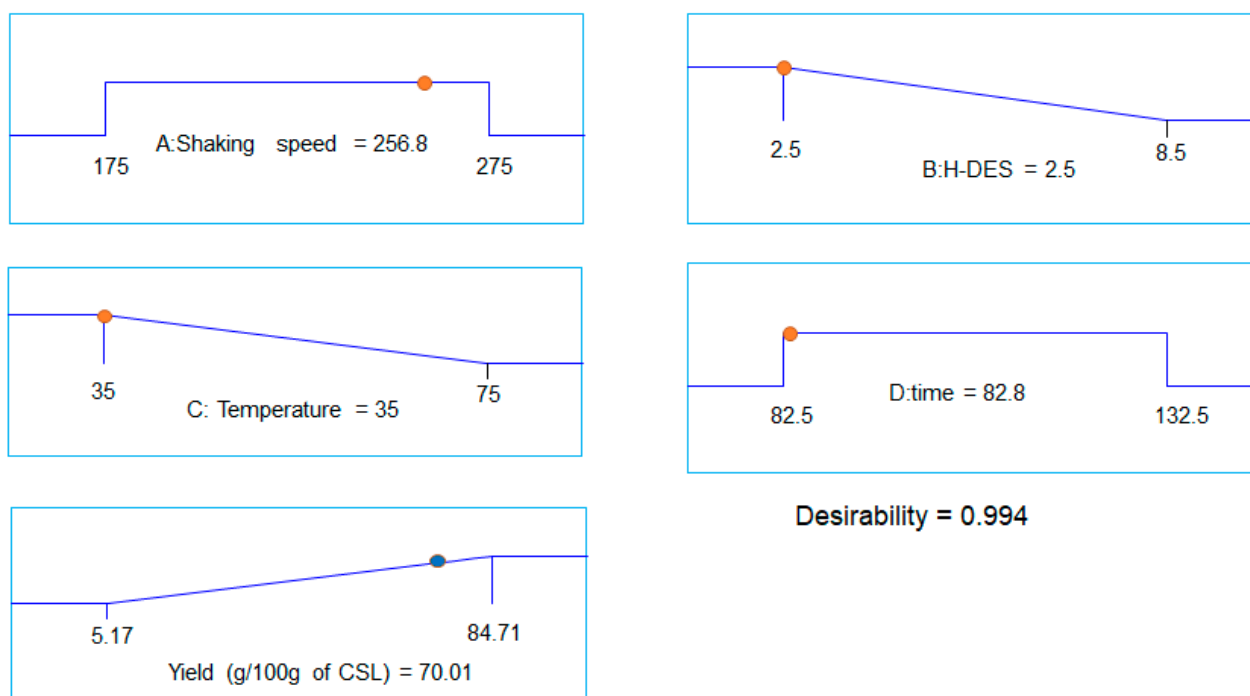 A:Shaking speed = 256.8
175
275
2.5
8.5
B:H-DES = 2.5
35
75
C: Temperature = 35
D:time = 82.8
82.5
132.5
Desirability = 0.994
5.17
84.71
Yield (g/100g of CSL) = 70.01